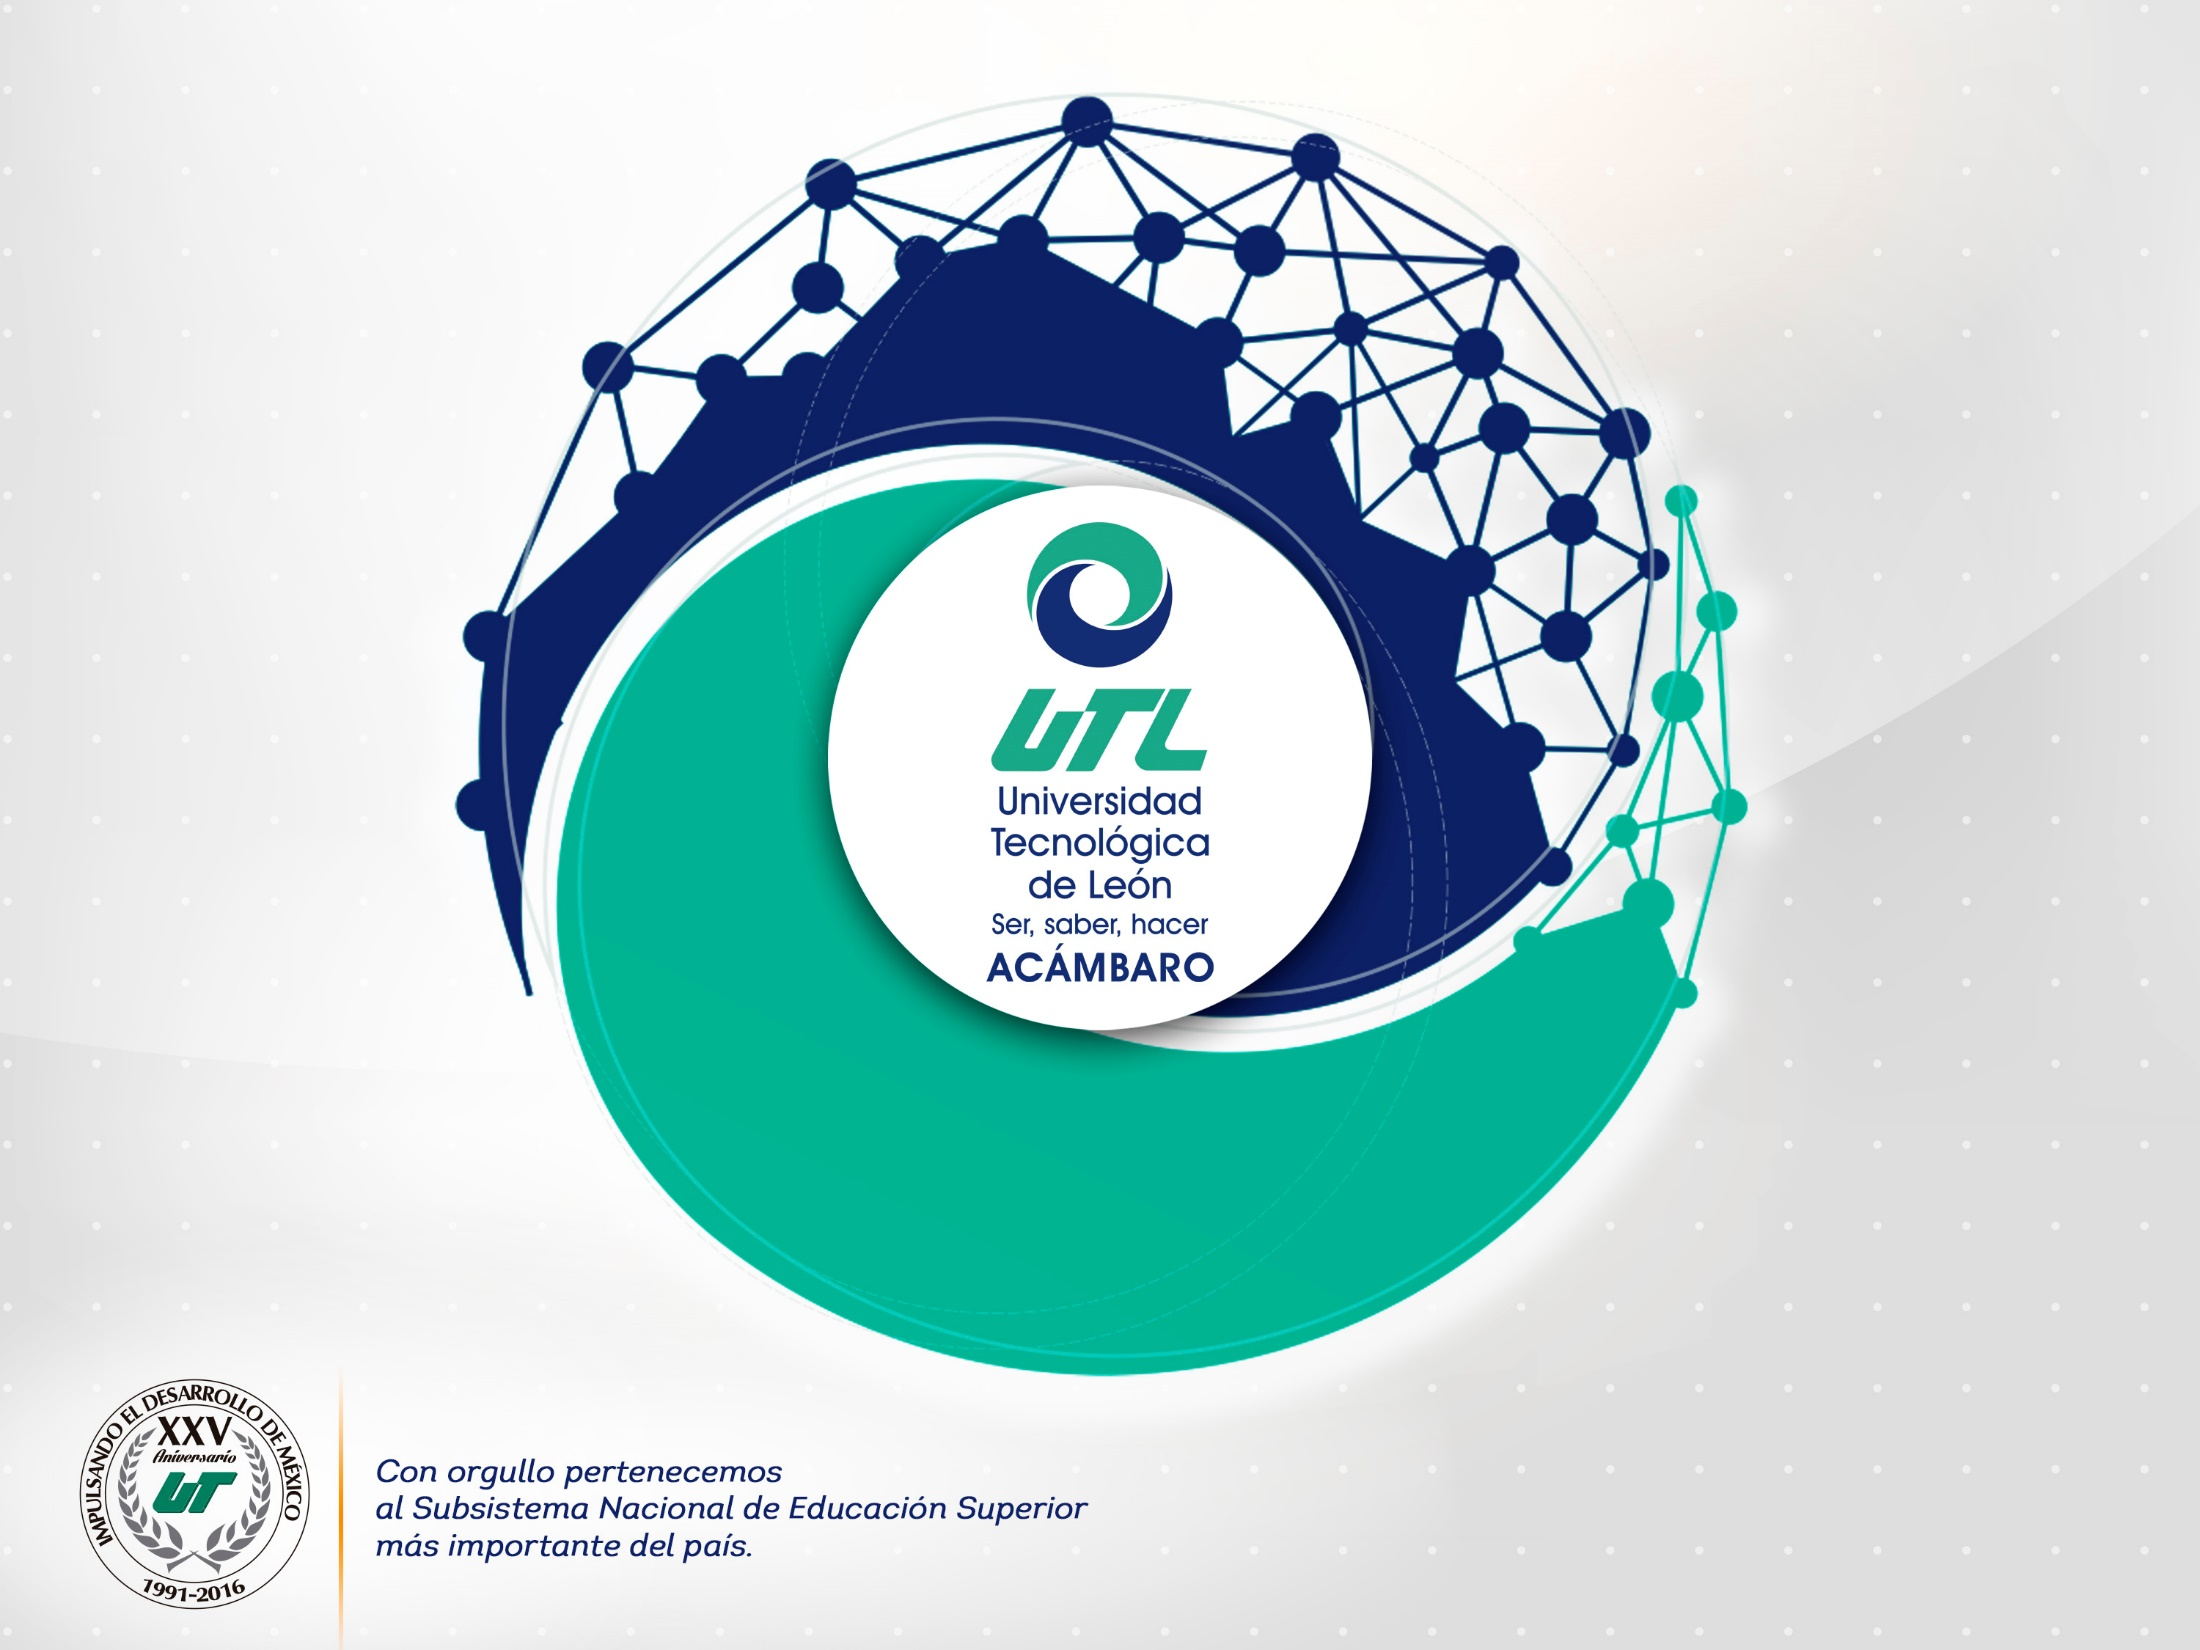 UTL
Universidad
Tecnológica
de León
Ser, saber, hacer
ACÁMBARO
IMPULSANDO EL DESARROLLO DE MÉXICO
XXV
Aniversario
UT
1991-2016
Con orgullo pertenecemos
al Subsistema Nacional de Educación Superior
más importante del país.